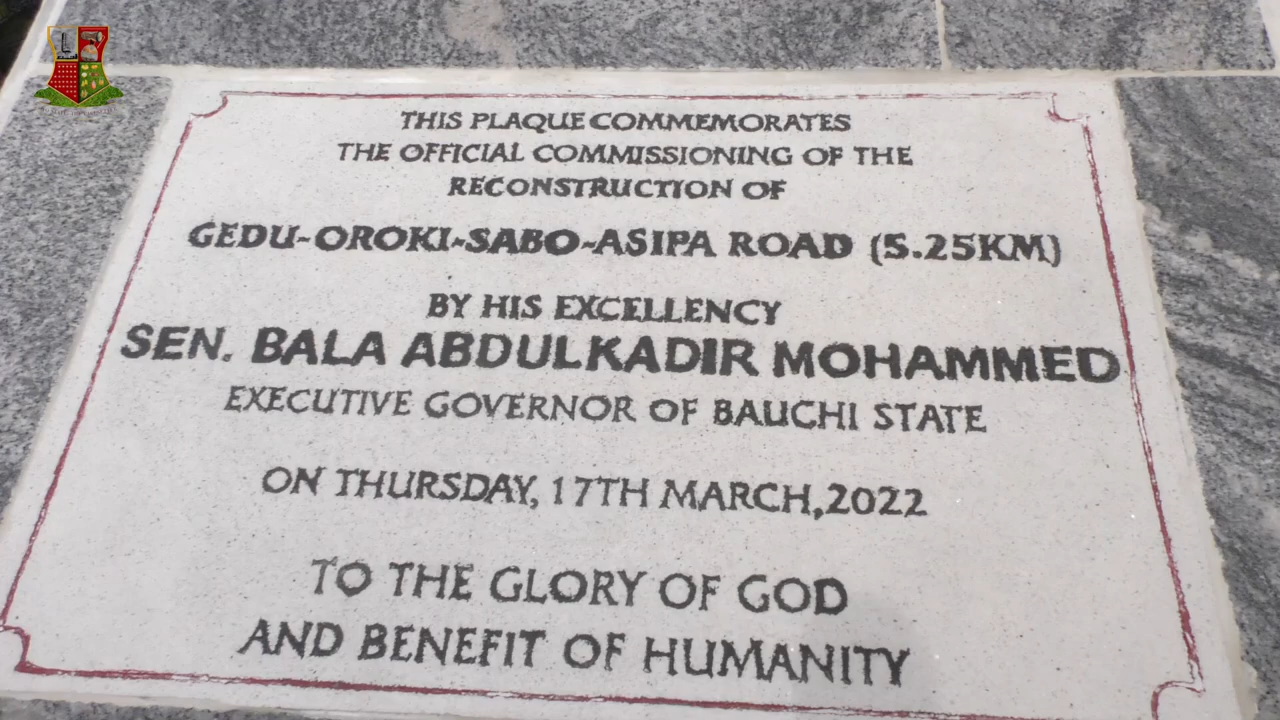 THIS PLAQUE COMMEMORATES
THE OFFICIAL COMMISSIONING OF THE
RECONSTRUCTION OF
GEDU-OROKI-SABO-ASIPA ROAD (5.25KM)
BY HIS EXCELLENCY
SEN. BALA ABDULKADIR MOHAMMED
EXECUTIVE GOVERNOR OF BAUCHI STATE
ON THURSDAY, 17TH MARCH,2022
TO THE GLORY OF GOD
AND BENEFIT OF HUMANITY